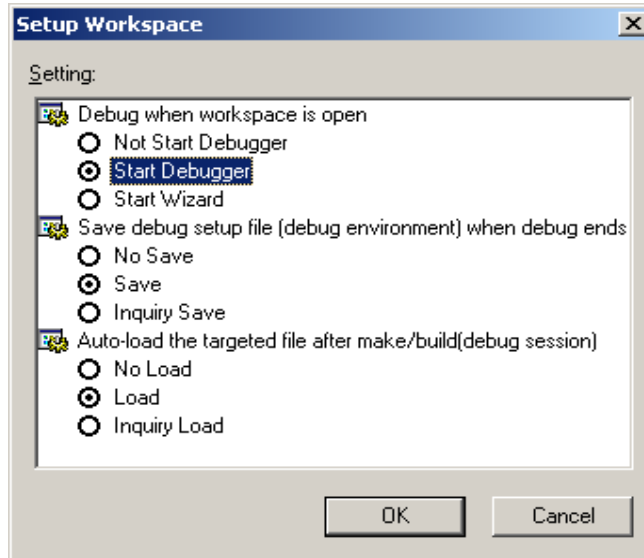 Setup Workspace
Setting:
Debug when workspace is open
Not Start Debugger
Start Debugger
Start Wizard
Save debug setup file (debug environment) when debug ends
No Save
Save
Inquiry Save
Auto-load the targeted file after make/build(debug session)
No Load
Load
Inquiry Load
OK Cancel